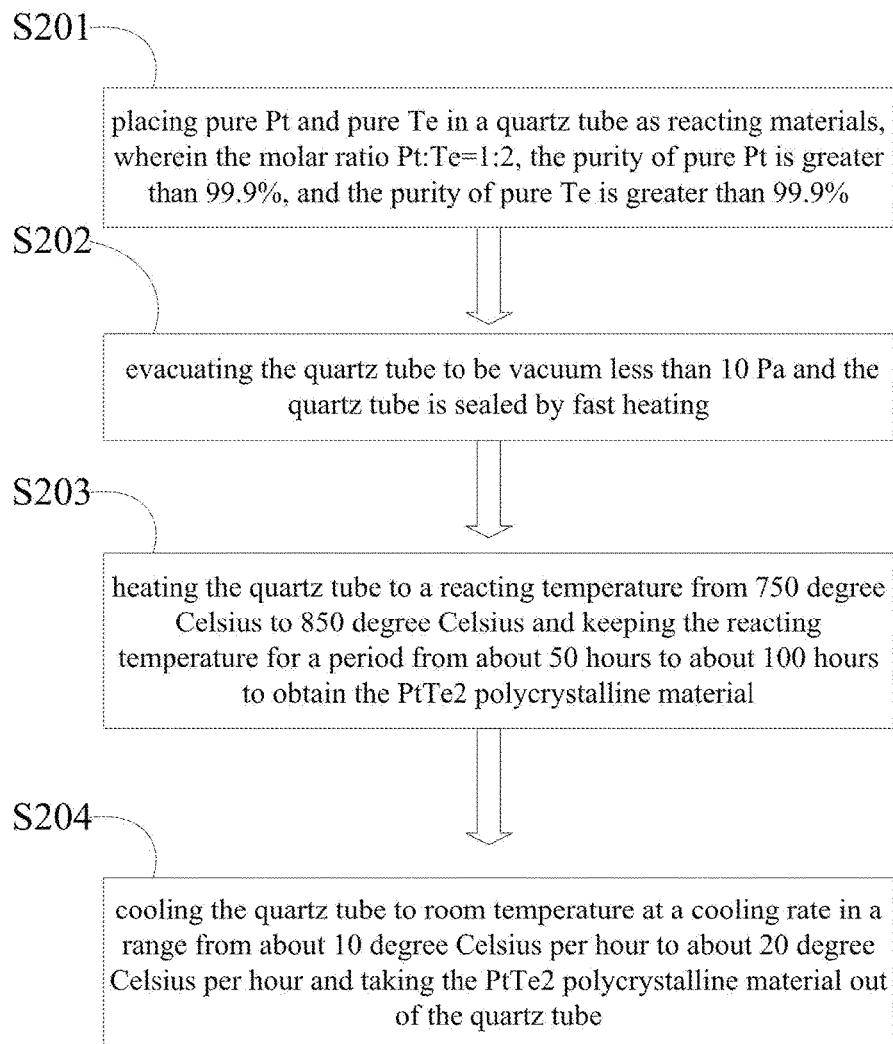 S201
placing pure Pt and pure Te in a quartz tube as reacting materials,
wherein the molar ratio Pt:Te=1:2, the purity of pure Pt is greater
than 99.9%, and the purity of pure Te is greater than 99.9%
S202
evacuating the quartz tube to be vacuum less than 10 Pa and the
quartz tube is sealed by fast heating
S203
heating the quartz tube to a reacting temperature from 750 degree
Celsius to 850 degree Celsius and keeping the reacting
temperature for a period from about 50 hours to about 100 hours
to obtain the PtTe2 polycrystalline material
S204
cooling the quartz tube to room temperature at a cooling rate in a
range from about 10 degree Celsius per hour to about 20 degree
Celsius per hour and taking the PtTe2 polycrystalline material out
of the quartz tube